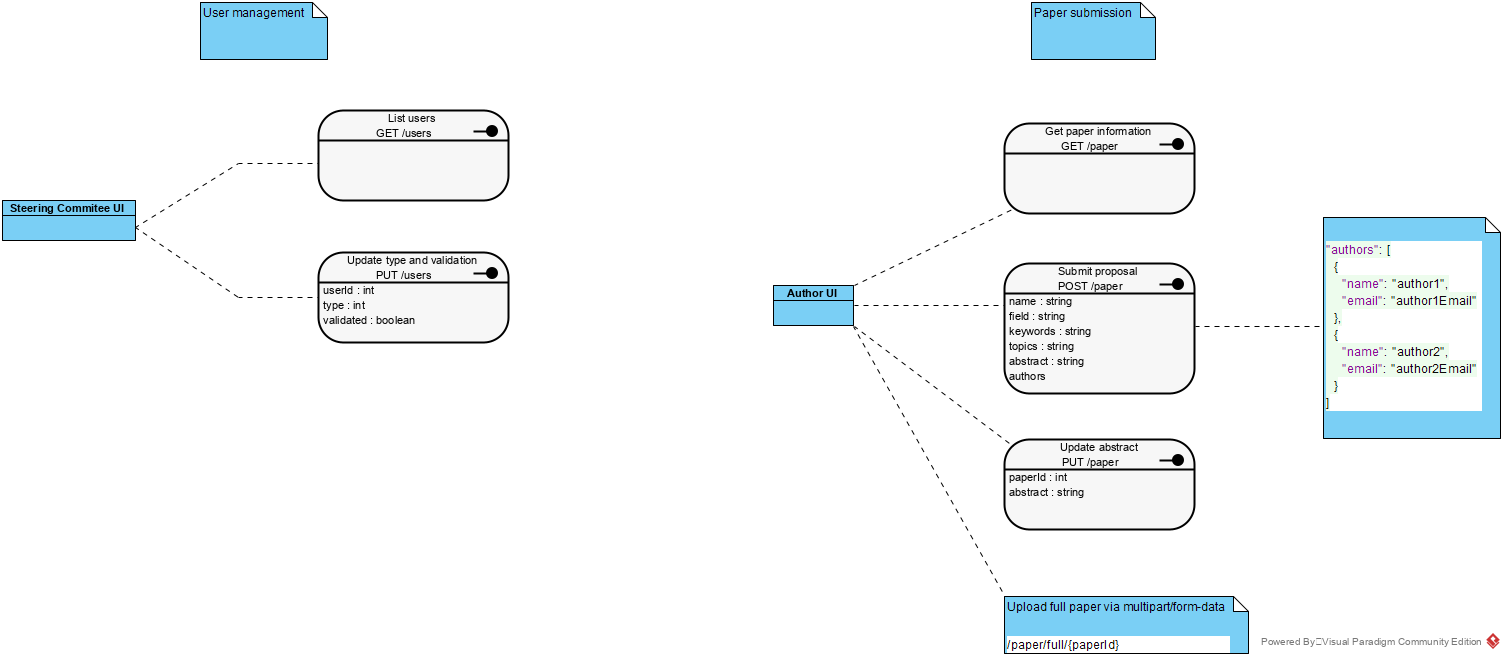 User management
List users
GET /users
Steering Commitee UI
Update type and validation
PUT /users
userId : int
type : int
validated : boolean
Paper submission
Get paper information
GET /paper
Author UI
Submit proposal
POST /paper
name : string
field : string
keywords : string
topics : string
abstract : string
authors
"authors": [
{
"name": "author1",
"email": "author1Email"
},
{
"name": "author2",
"email": "author2Email"
}
]
Update abstract
PUT /paper
paperId : int
abstract : string
Upload full paper via multipart/form-data
/paper/full/{paperId}
Powered By Visual Paradigm Community Edition